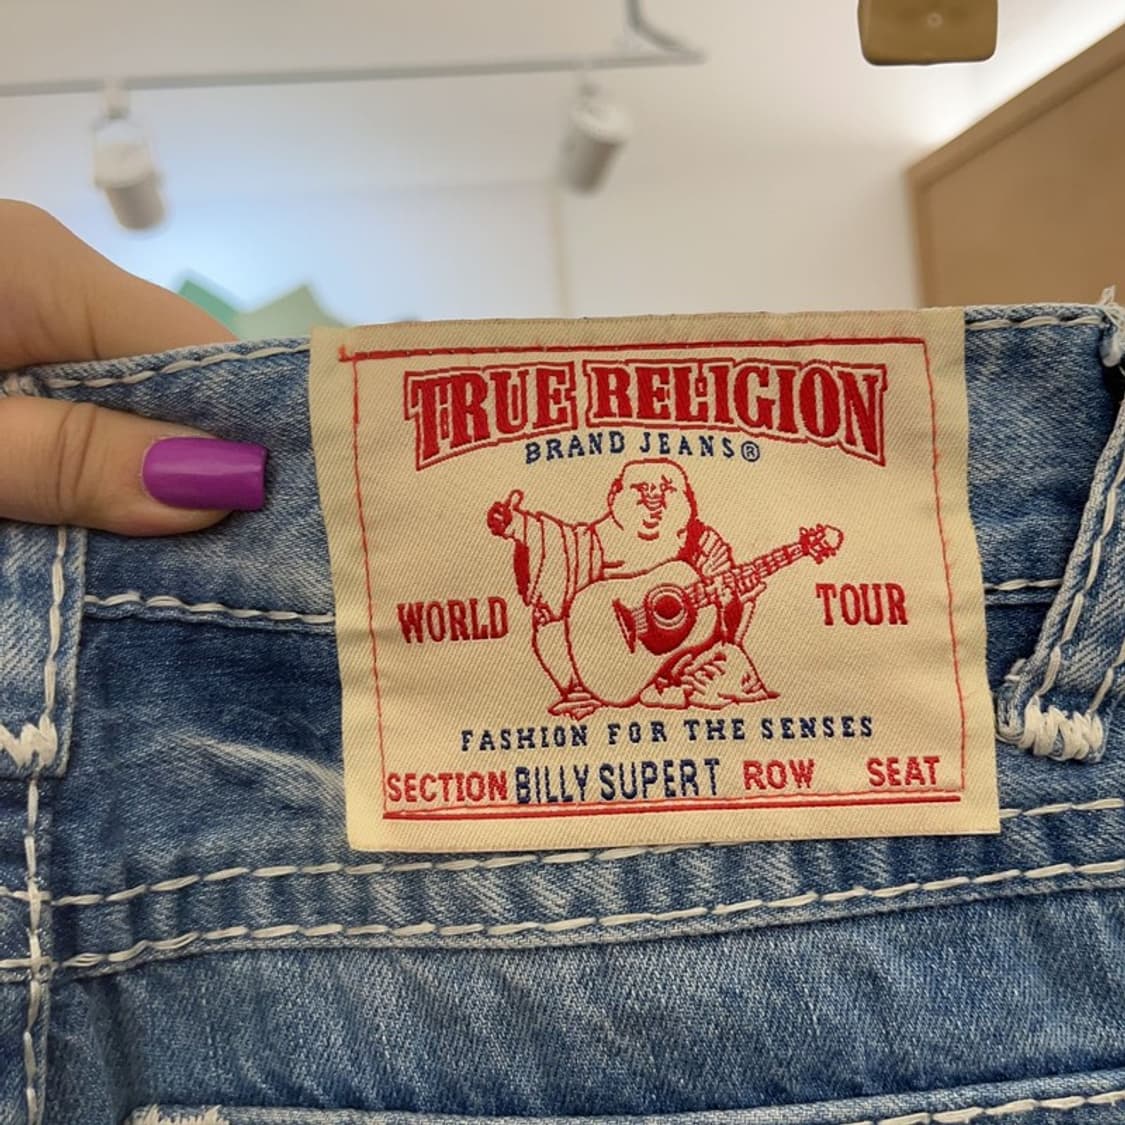 TRUE RELIGION
BRAND JEANS®
WORLD TOUR
FASHION FOR THE SENSES
SECTION BILLY SUPER T ROW SEAT